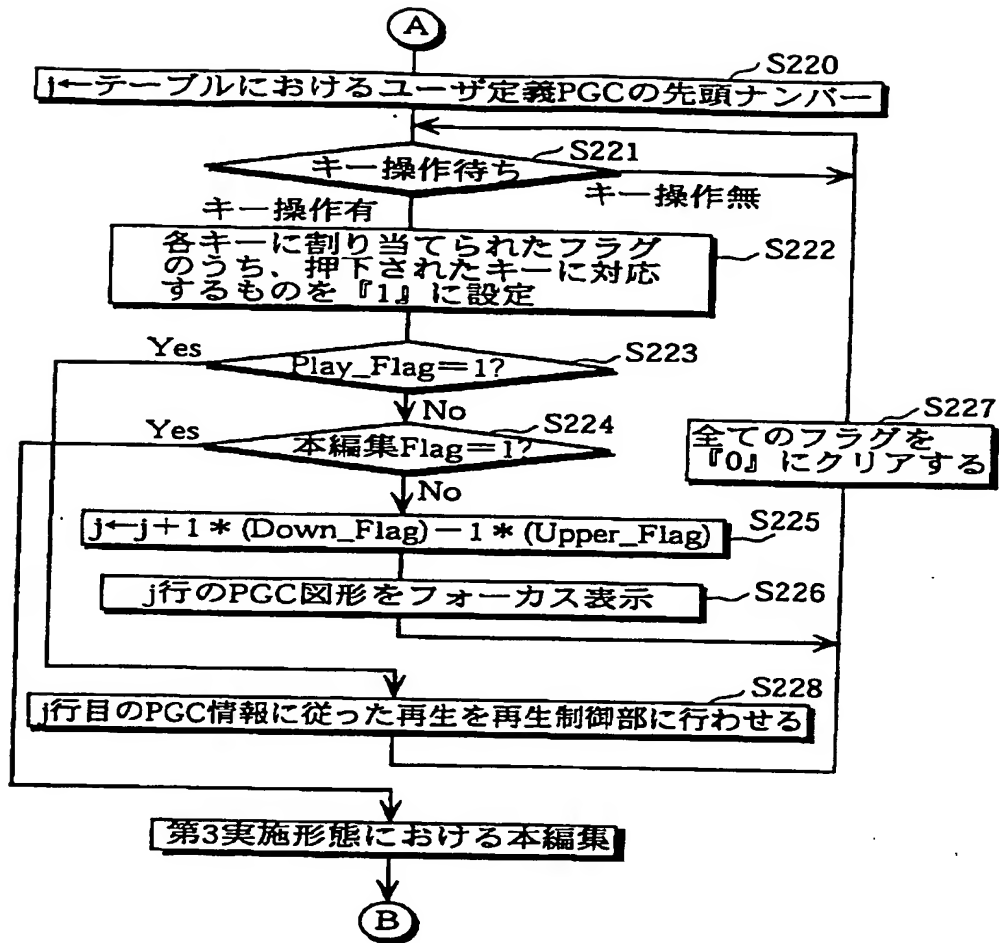 A
S220
j←テーブルにおけるユーザ定義PGCの先頭ナンバー
S221
キー操作待ち
キー操作無
キー操作有
S222
各キーに割り当てられたフラグ
のうち、押下されたキーに対応
するものを『1』に設定
Yes
S223
Play_Flag=1?
No
Yes
S224
本編集Flag=1?
No
S227
全てのフラグを
『0』にクリアする
S225
j←j+1*(Down_Flag)-1*(Upper_Flag)
S226
j行のPGC図形をフォーカス表示
S228
j行目のPGC情報に従った再生を再生制御部に行わせる
第3実施形態における本編集
B